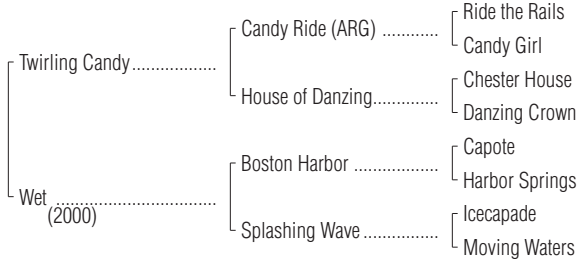 Ride the Rails
Candy Ride (ARG) ............
Candy Girl
Twirling Candy..................
Chester House
House of Danzing..............
Danzing Crown
Capote
Boston Harbor ..................
Harbor Springs
Wet ..................................
(2000)
Icecapade
Splashing Wave................
Moving Waters